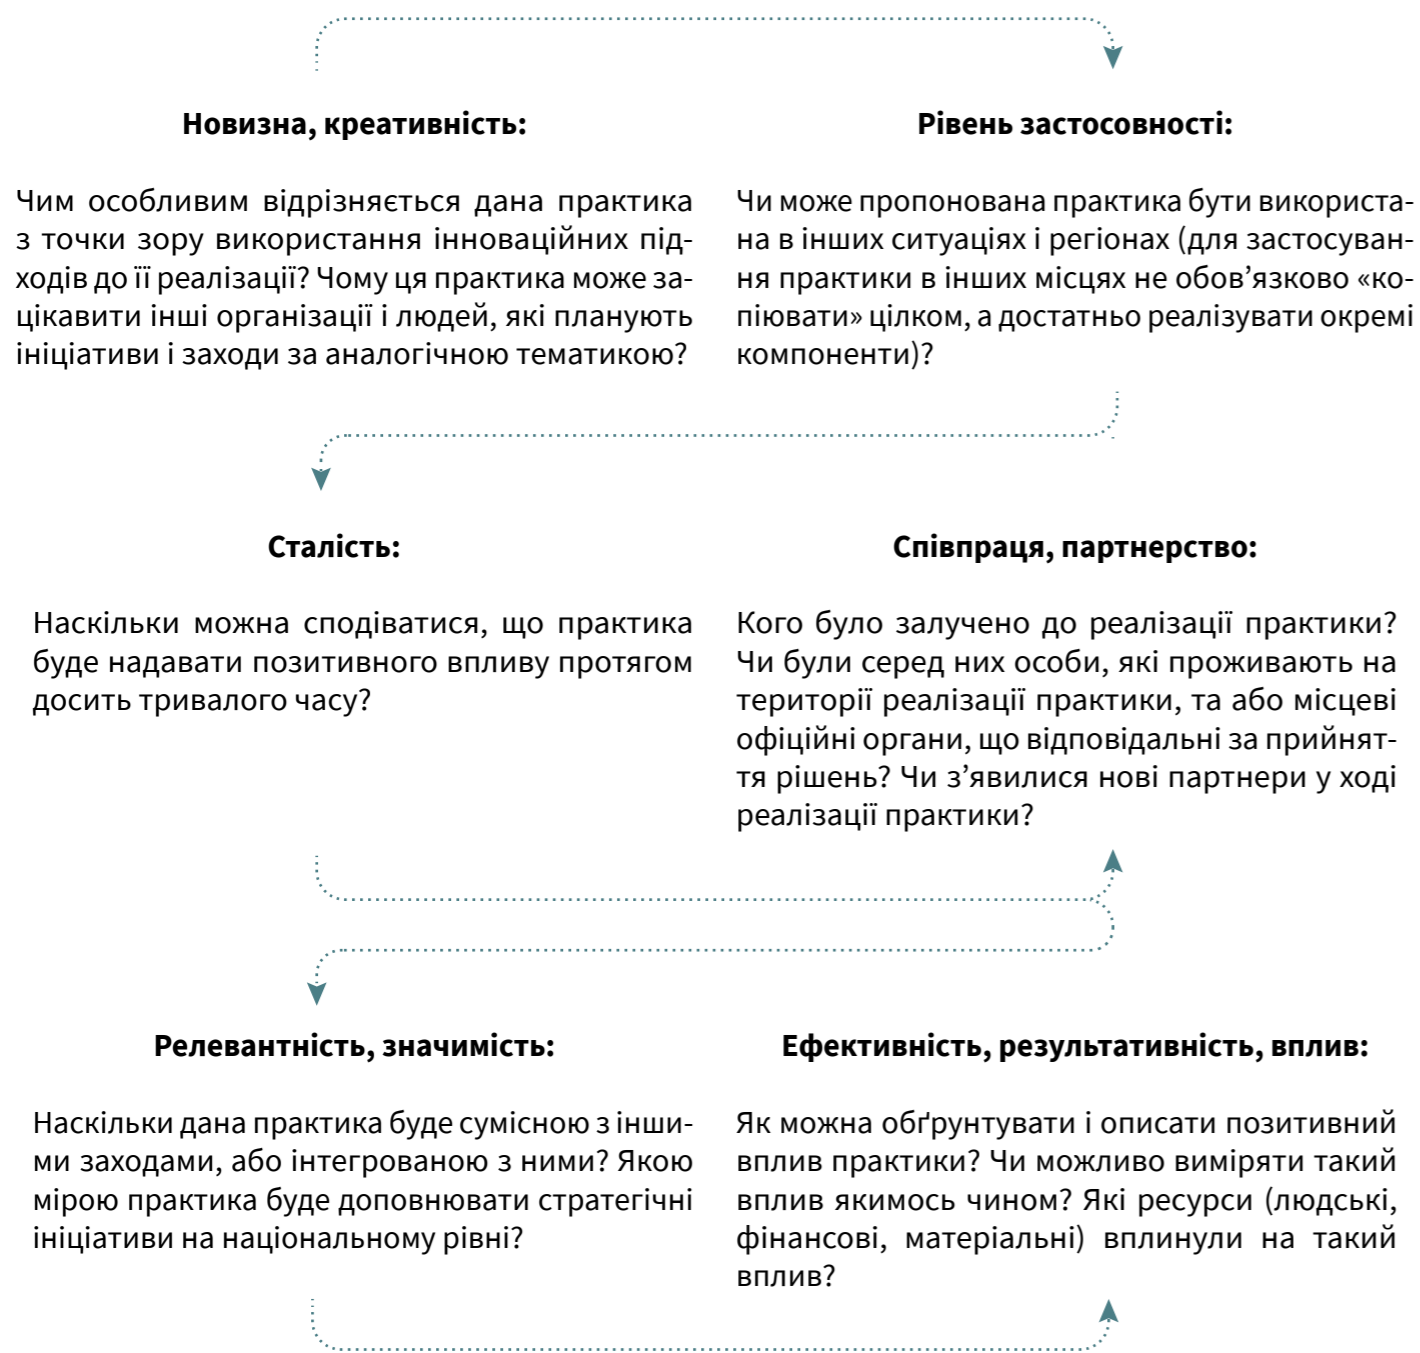 Новизна, креативність:
Чим особливим відрізняється дана практика
з точки зору використання інноваційних під-
ходів до її реалізації? Чому ця практика може за-
цікавити інші організації і людей, які планують
ініціативи і заходи за аналогічною тематикою?
Рівень застосовності:
Чи може пропонована практика бути використа-
на в інших ситуаціях і регіонах (для застосуван-
ня практики в інших місцях не обов’язково «ко-
піювати» цілком, а достатньо реалізувати окремі
компоненти)?
Сталість:
Наскільки можна сподіватися, що практика
буде надавати позитивного впливу протягом
досить тривалого часу?
Співпраця, партнерство:
Кого було залучено до реалізації практики?
Чи були серед них особи, які проживають на
території реалізації практики, та або місцеві
офіційні органи, що відповідальні за прийнят-
тя рішень? Чи з’явилися нові партнери у ході
реалізації практики?
Релевантність, значимість:
Наскільки дана практика буде сумісною з інши-
ми заходами, або інтегрованою з ними? Якою
мірою практика буде доповнювати стратегічні
ініціативи на національному рівні?
Ефективність, результативність, вплив:
Як можна обґрунтувати і описати позитивний
вплив практики? Чи можливо виміряти такий
вплив якимось чином? Які ресурси (людські,
фінансові, матеріальні) вплинули на такий
вплив?